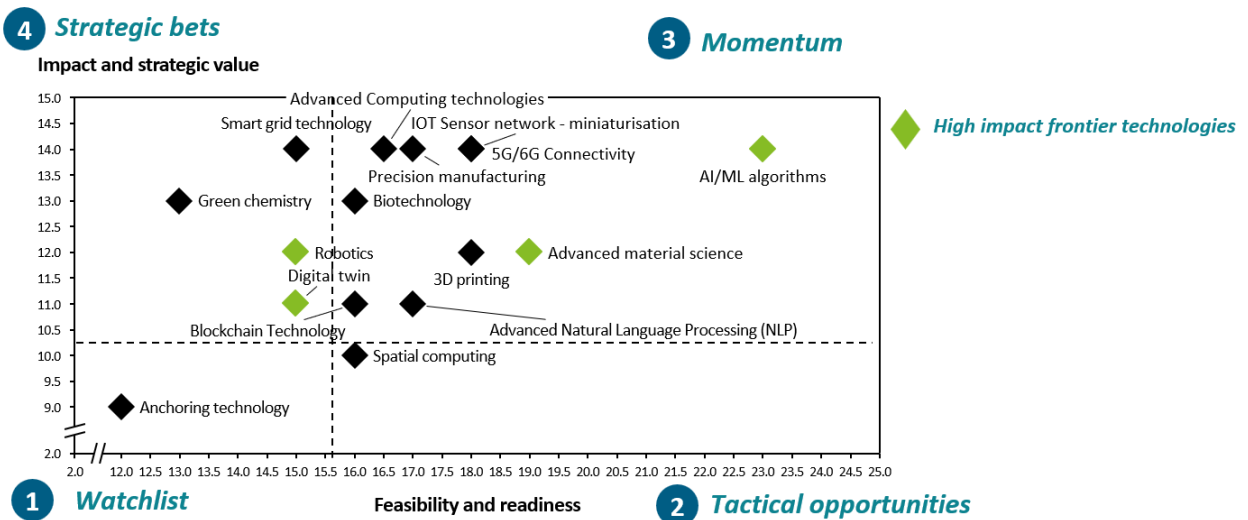 4 Strategic bets
3 Momentum
Impact and strategic value
High impact frontier technologies
15.0
14.5
14.0
13.5
13.0
12.5
12.0
11.5
11.0
10.5
10.0
9.5
9.0
2.0
Advanced Computing technologies
Smart grid technology
IOT Sensor network - miniaturisation
5G/6G Connectivity
Precision manufacturing
AI/ML algorithms
Green chemistry
Biotechnology
Robotics
Advanced material science
Digital twin
3D printing
Blockchain Technology
Advanced Natural Language Processing (NLP)
Spatial computing
Anchoring technology
2.0 12.0 12.5 13.0 13.5 14.0 14.5 15.0 15.5 16.0 16.5 17.0 17.5 18.0 18.5 19.0 19.5 20.0 20.5 21.0 21.5 22.0 22.5 23.0 23.5 24.0 24.5 25.0
1 Watchlist
Feasibility and readiness
2 Tactical opportunities